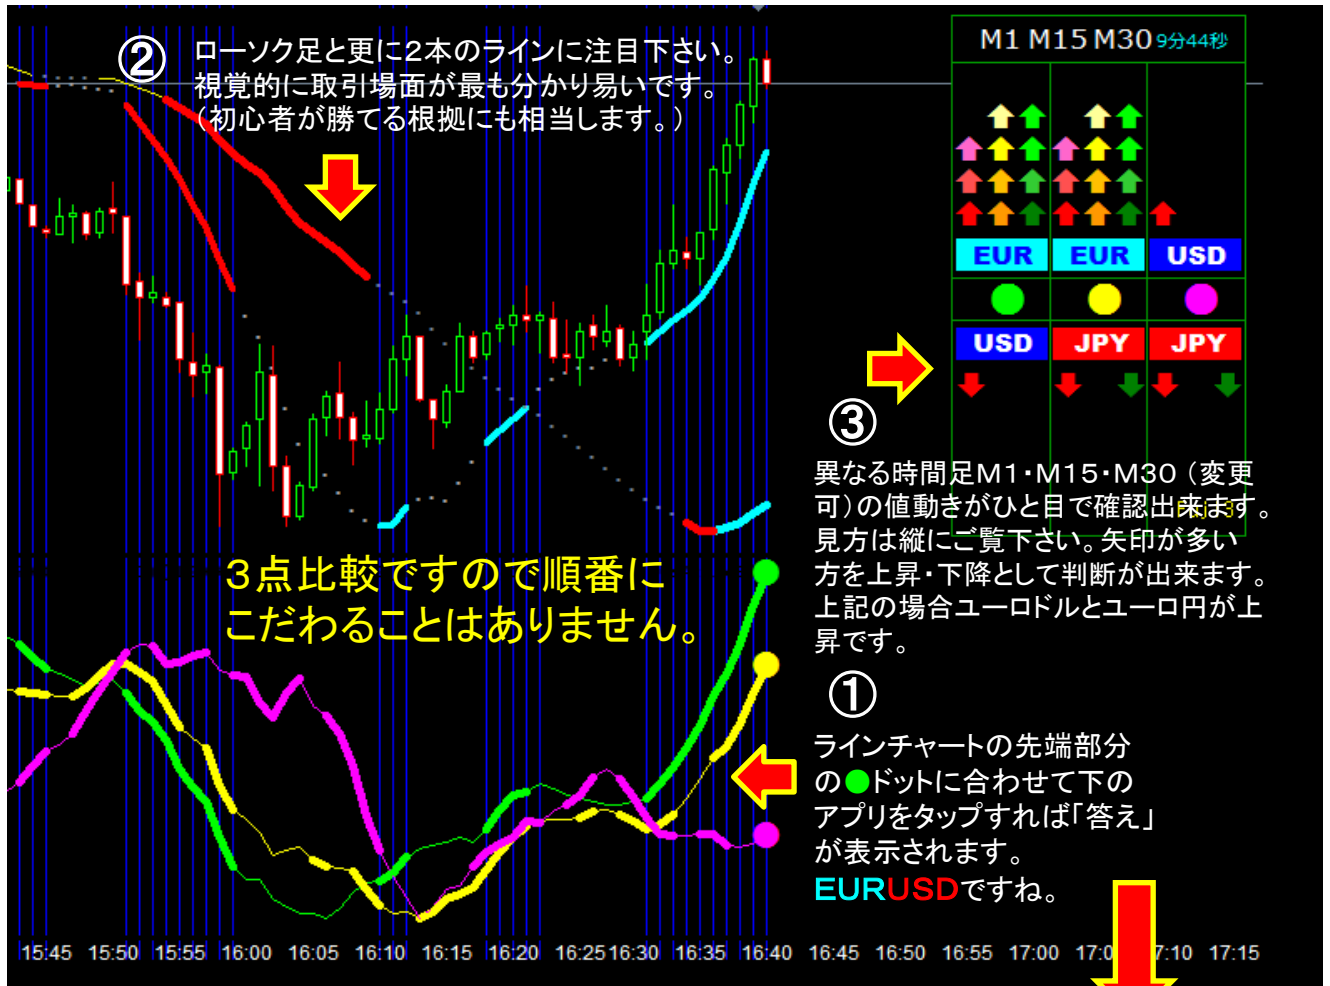 ②
ローソク足と更に２本のラインに注目下さい。
視覚的に取引場面が最も分かり易いです。
（初心者が勝てる根拠にも相当します。）
M1 M15 M30 9分44秒
EUR EUR USD
USD JPY JPY
③
異なる時間足Ｍ１・Ｍ１５・Ｍ３０（変更
可）の値動きがひと目で確認出来ます。
見方は縦にご覧下さい。矢印が多い
方を上昇・下降として判断が出来ます。
上記の場合ユーロドルとユーロ円が上
昇です。
３点比較ですので順番に
こだわることはありません。
①
ラインチャートの先端部分
の●ドットに合わせて下の
アプリをタップすれば「答え」
が表示されます。
ＥＵＲＵＳＤですね。
15:45 15:50 15:55 16:00 16:05 16:10 16:15 16:20 16:25 16:30 16:35 16:40 16:45 16:50 16:55 17:00 17:10 17:15